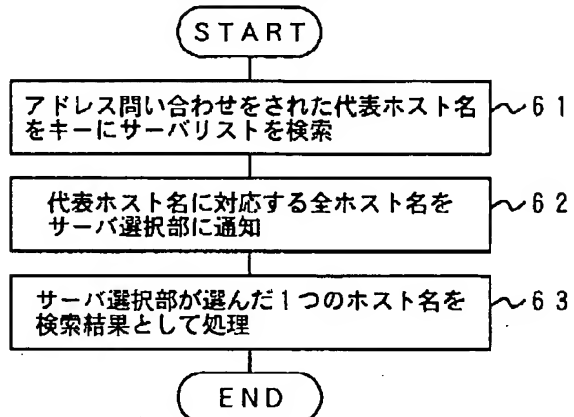 START
アドレス問い合わせをされた代表ホスト名
をキーにサーバリストを検索
～61
代表ホスト名に対応する全ホスト名を
サーバ選択部に通知
～62
サーバ選択部が選んだ1つのホスト名を
検索結果として処理
～63
END